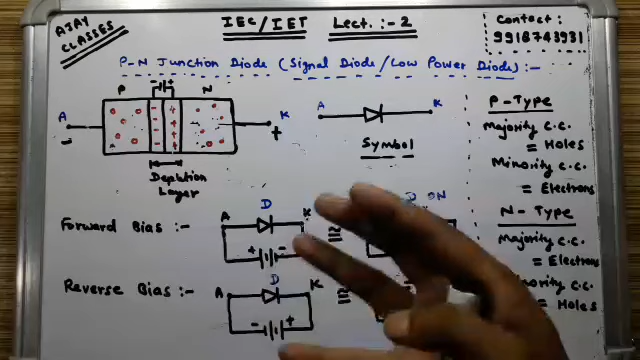 AJAY CLASSES
IEC/IET Lect.:-2
Contact:-
9918743931
P-N Junction Diode (Signal Diode/Low Power Diode):-
P N
- +
A K
- +
Depletion
Layer
A K
Symbol
P-Type
Majority C.C.
= Holes
Minority C.C.
= Electrons
N-Type
Majority C.C.
= Electrons
Minority C.C.
= Holes
Forward Bias :-
A D K
+ -
≅
D ON
Reverse Bias :-
A D K
- +
≅